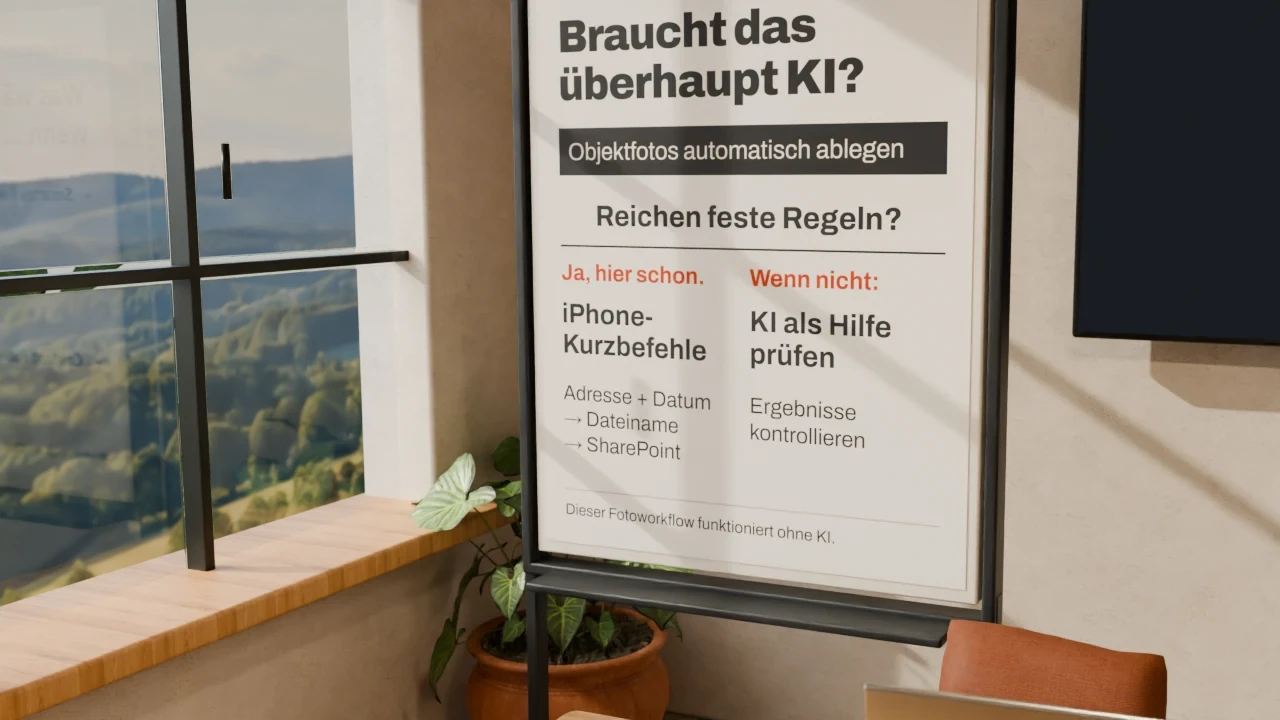 Braucht das
überhaupt KI?
Objektfotos automatisch ablegen
Reichen feste Regeln?
Ja, hier schon.
iPhone-
Kurzbefehle
Adresse + Datum
→ Dateiname
→ SharePoint
Wenn nicht:
KI als Hilfe
prüfen
Ergebnisse
kontrollieren
Dieser Fotoworkflow funktioniert ohne KI.